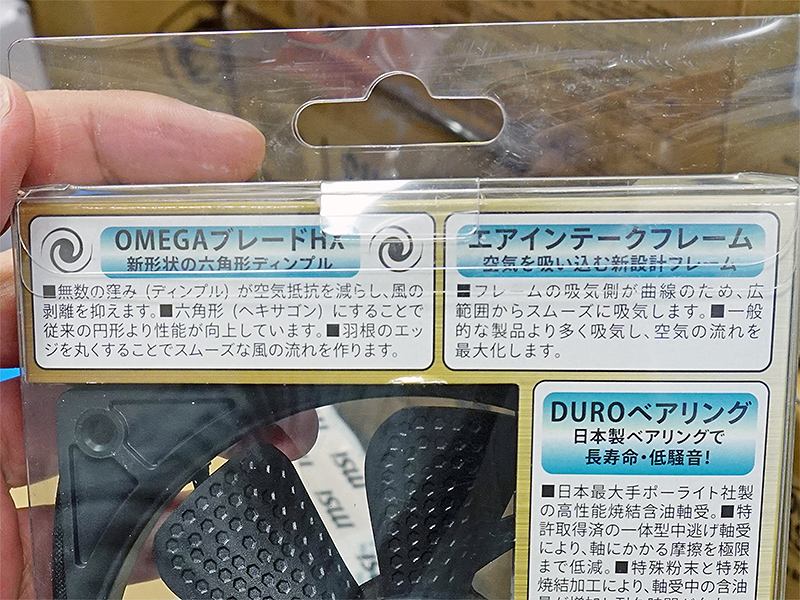 OMEGAブレードHX
新形状の六角形ディンプル
■無数の窪み(ディンプル)が空気抵抗を減らし、風の
剥離を抑えます。■六角形(ヘキサゴン)にすることで
従来の円形より性能が向上しています。■羽根のエッ
ジを丸くすることでスムーズな風の流れを作ります。
エアインテークフレーム
空気を吸い込む新設計フレーム
■フレームの吸気側が曲線のため、広
範囲からスムーズに吸気します。■一般
的な製品より多く吸気し、空気の流れを
最大化します。
DUROベアリング
日本製ベアリングで
長寿命・低騒音!
■日本最大手ポーライト社製
の高性能焼結含油軸受。■特
許取得済の一体型中逃げ軸受
により、軸にかかる摩擦を極限
まで低減。■特殊粉末と特殊
焼結加工により、軸受中の含油
msi
msi
msi